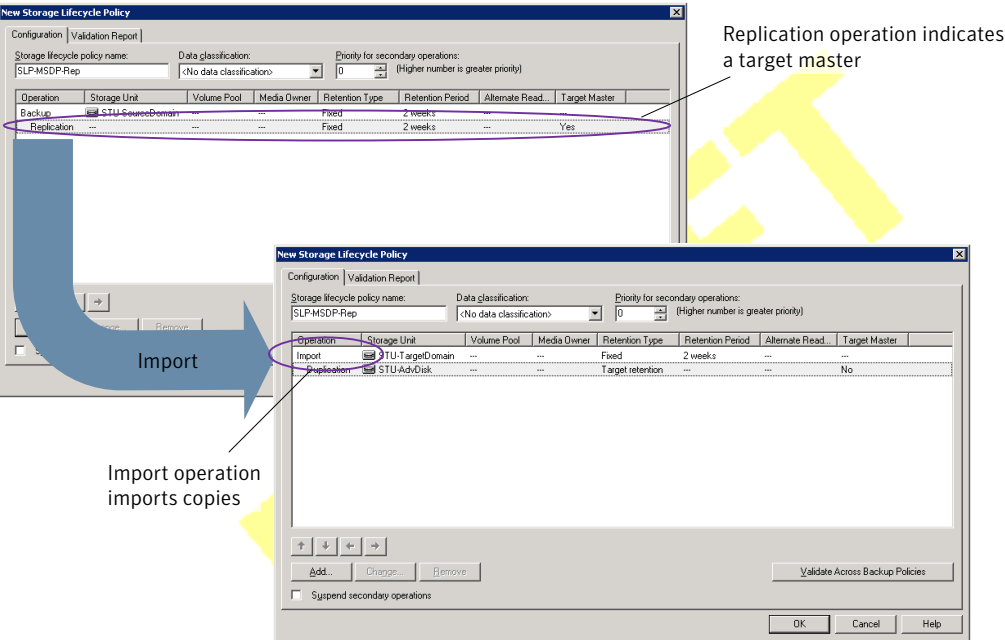 New Storage Lifecycle Policy
Configuration Validation Report
Storage lifecycle policy name: Data classification: Priority for secondary operations:
SLP-MSDP-Rep <No data classification> 0 (Higher number is greater priority)
Operation Storage Unit Volume Pool Media Owner Retention Type Retention Period Alternate Read... Target Master
Backup STU-SourceDomain --- --- Fixed 2 weeks --- ---
Replication --- --- --- Fixed 2 weeks --- Yes
Remove
Replication operation indicates
a target master
Import
New Storage Lifecycle Policy
Configuration Validation Report
Storage lifecycle policy name: Data classification: Priority for secondary operations:
SLP-MSDP-Rep <No data classification> 0 (Higher number is greater priority)
Operation Storage Unit Volume Pool Media Owner Retention Type Retention Period Alternate Read... Target Master
Import STU-TargetDomain --- --- Fixed 2 weeks --- ---
Duplication STU-AdvDisk --- --- Target retention --- --- No
Import operation
imports copies
Add... Change... Remove Validate Across Backup Policies
Suspend secondary operations
OK Cancel Help